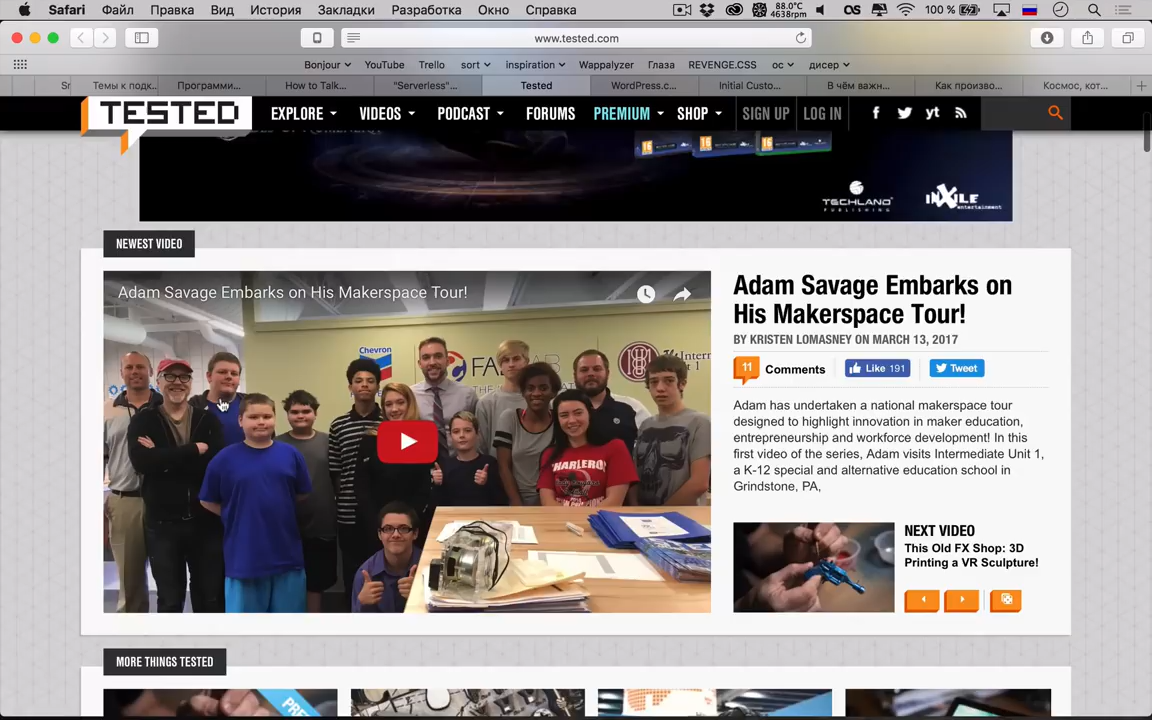 Safari Файл Правка Вид История Закладки Разработка Окно Справка 88.0°C 4638rpm 100 %
www.tested.com
Bonjour YouTube Trello sort inspiration Wappalyzer Глаза REVENGE.CSS ос дисер
Sr Темы к подк... Программи... How to Talk... "Serverless"... Tested WordPress.c... Initial Custo... В чём важн... Как произво... Космос, кот...
TESTED EXPLORE VIDEOS PODCAST FORUMS PREMIUM SHOP SIGN UP LOG IN
TECHLAND PUBLISHING inXile entertainment
NEWEST VIDEO
Adam Savage Embarks on His Makerspace Tour!
Chevron
CHARLEROI
Adam Savage Embarks on
His Makerspace Tour!
BY KRISTEN LOMASNEY ON MARCH 13, 2017
11 Comments Like 191 Tweet
Adam has undertaken a national makerspace tour
designed to highlight innovation in maker education,
entrepreneurship and workforce development! In this
first video of the series, Adam visits Intermediate Unit 1,
a K-12 special and alternative education school in
Grindstone, PA,
NEXT VIDEO
This Old FX Shop: 3D
Printing a VR Sculpture!
MORE THINGS TESTED